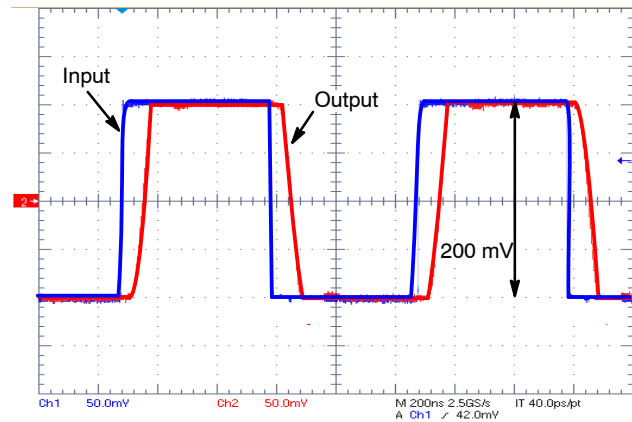 Input
Output
2
200 mV
Ch1 50.0mV Ch2 50.0mV M 200ns 2.5GS/s IT 40.0ps/pt
A Ch1 ∫ 42.0mV